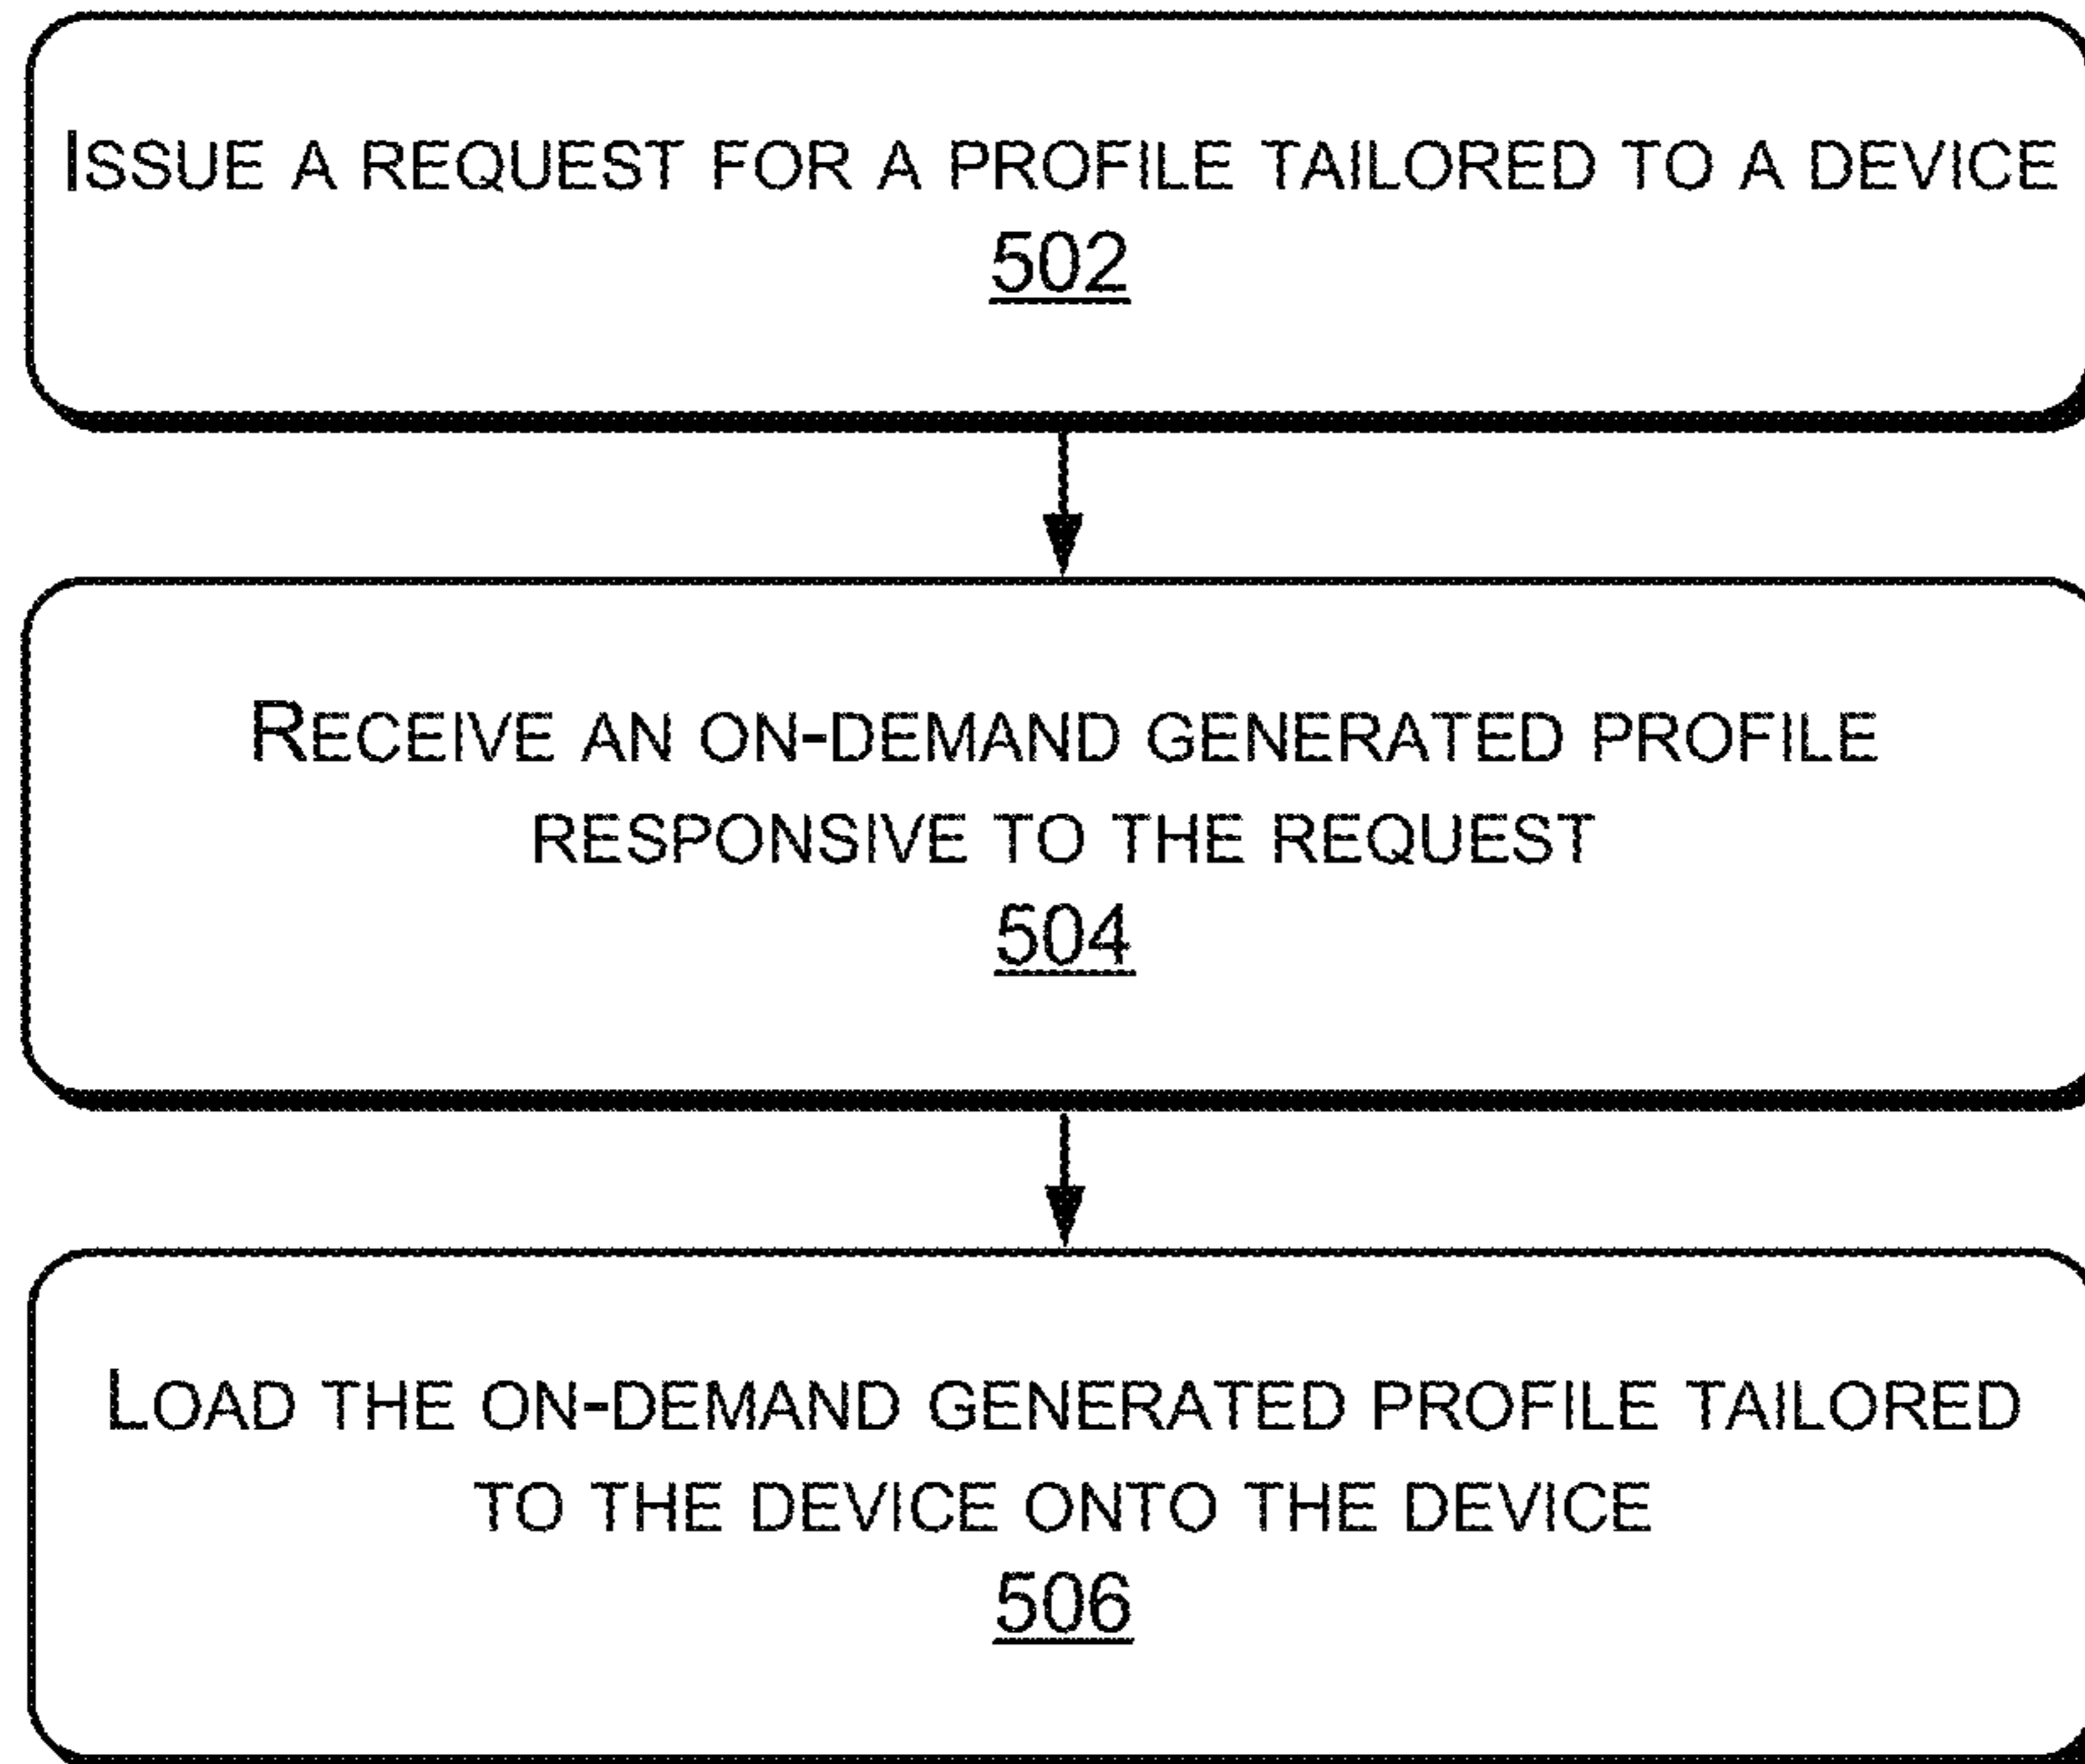 ISSUE A REQUEST FOR A PROFILE TAILORED TO A DEVICE
502
RECEIVE AN ON-DEMAND GENERATED PROFILE
RESPONSIVE TO THE REQUEST
504
LOAD THE ON-DEMAND GENERATED PROFILE TAILORED
TO THE DEVICE ONTO THE DEVICE
506